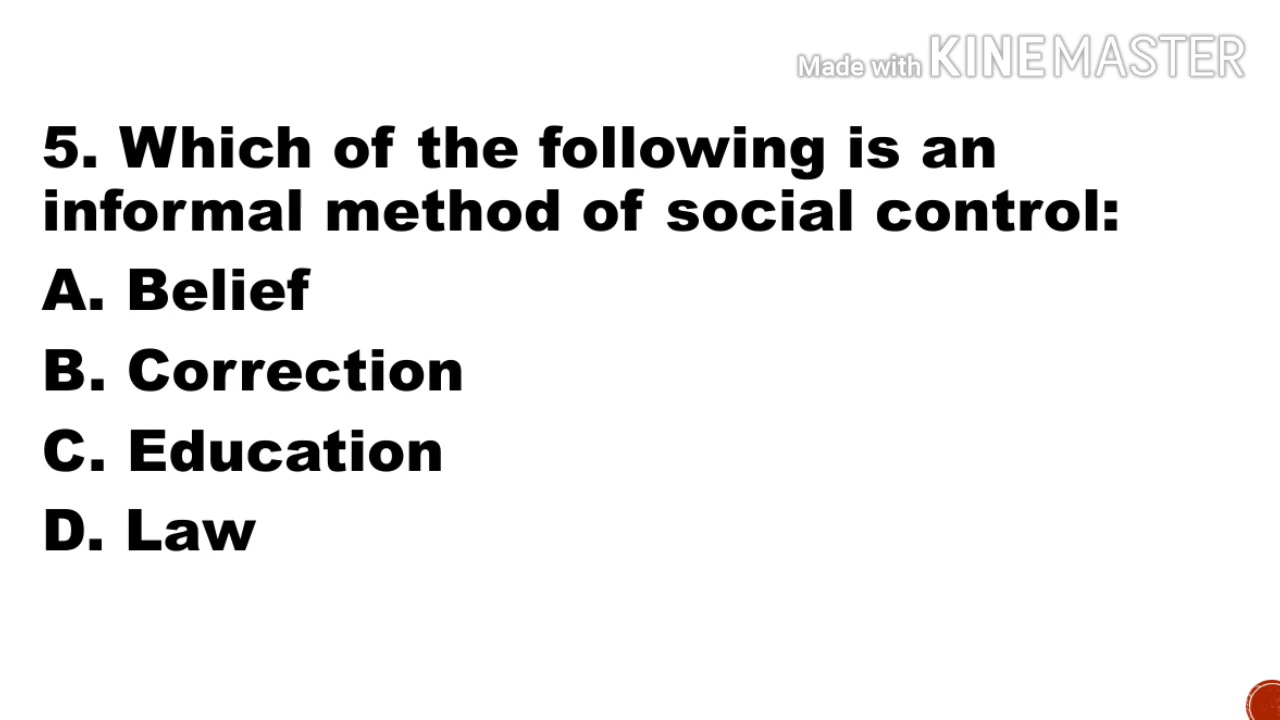 Made with KINEMASTER
5. Which of the following is an
informal method of social control:
A. Belief
B. Correction
C. Education
D. Law